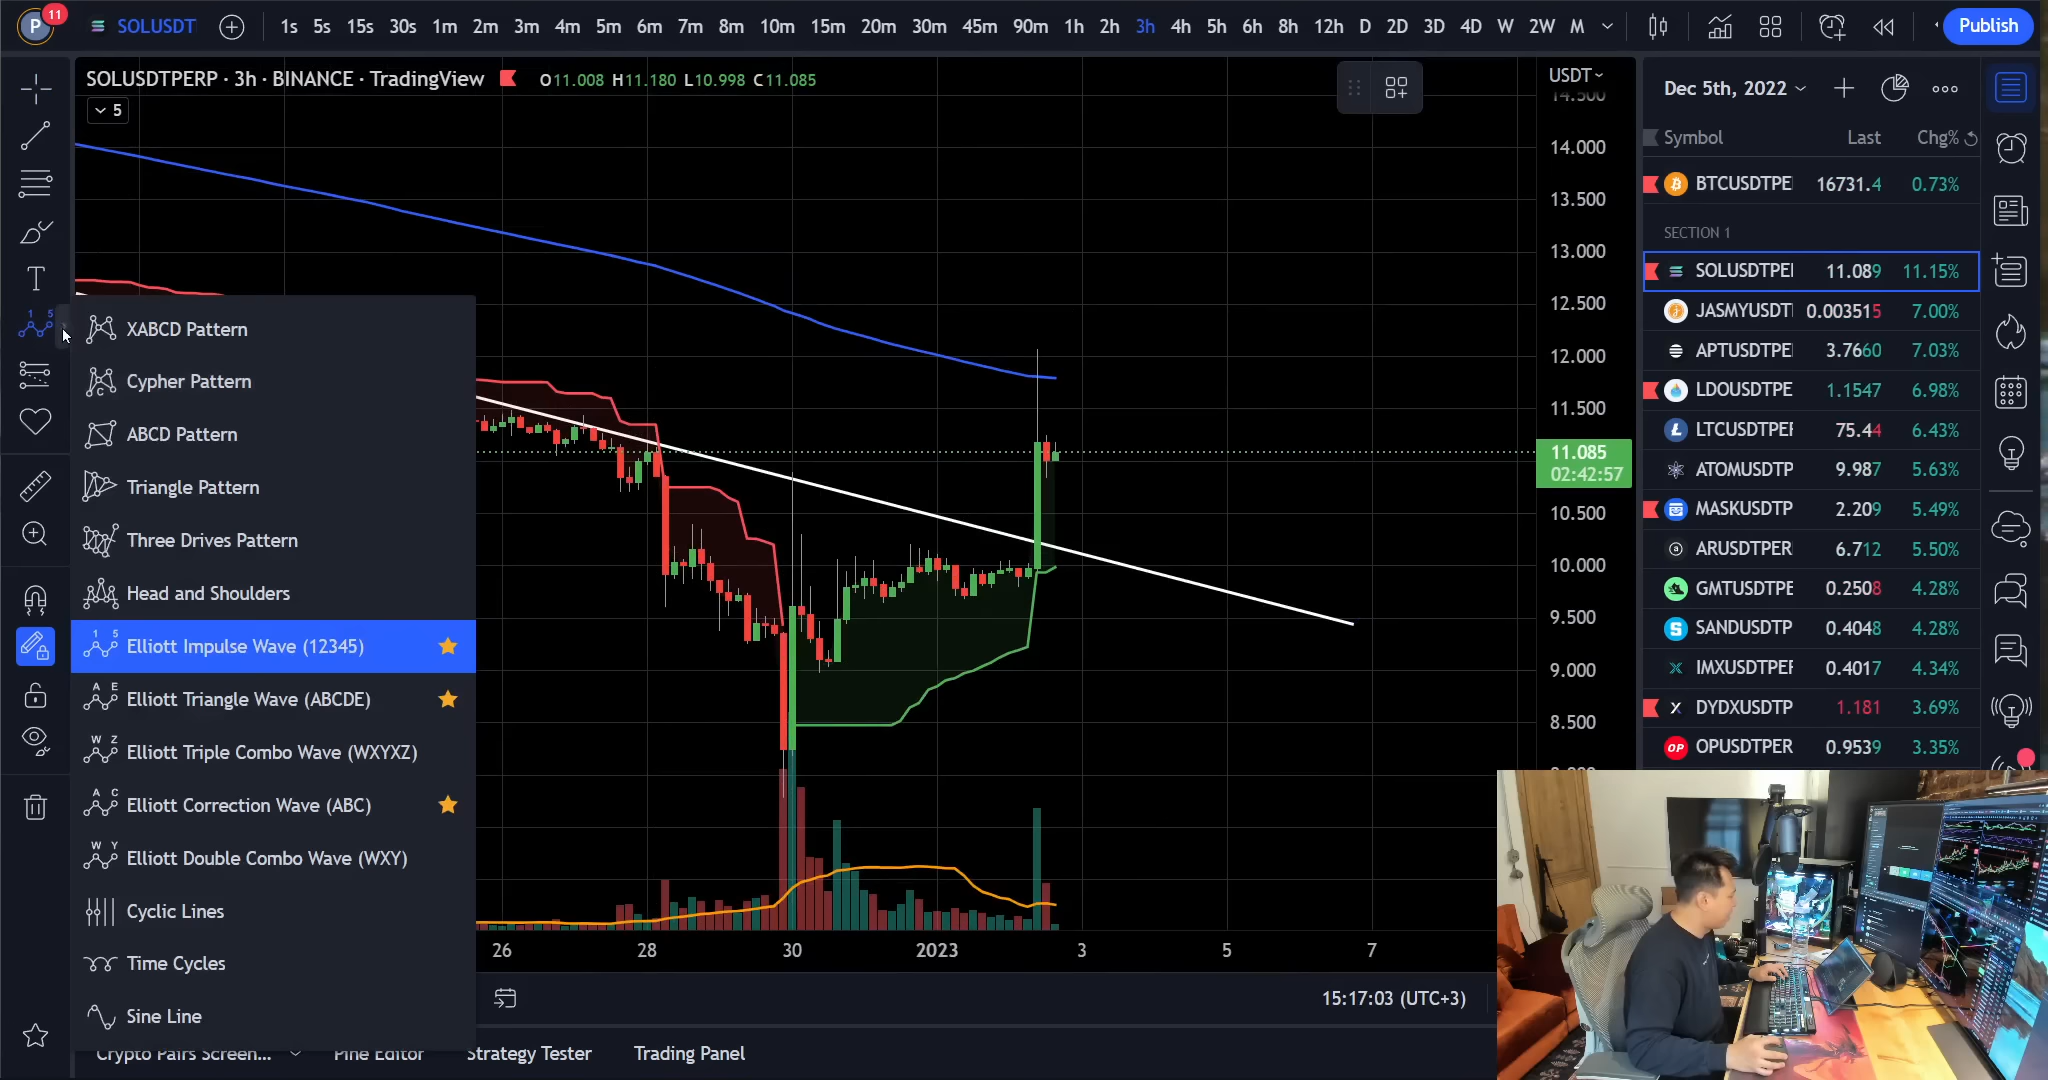 P 11 SOLUSDT 1s 5s 15s 30s 1m 2m 3m 4m 5m 6m 7m 8m 10m 15m 20m 30m 45m 90m 1h 2h 3h 4h 5h 6h 8h 12h D 2D 3D 4D W 2W M Publish
SOLUSDTPERP · 3h · BINANCE · TradingView O11.008 H11.180 L10.998 C11.085
5
USDT
14.500
14.000
13.500
13.000
12.500
12.000
11.500
11.085
02:42:57
10.500
10.000
9.500
9.000
8.500
XABCD Pattern
Cypher Pattern
ABCD Pattern
Triangle Pattern
Three Drives Pattern
Head and Shoulders
Elliott Impulse Wave (12345)
Elliott Triangle Wave (ABCDE)
Elliott Triple Combo Wave (WXYXZ)
Elliott Correction Wave (ABC)
Elliott Double Combo Wave (WXY)
Cyclic Lines
Time Cycles
Sine Line
26 28 30 2023 3 5 7
15:17:03 (UTC+3)
Crypto Pairs Screen... Pine Editor Strategy Tester Trading Panel
Dec 5th, 2022
Symbol Last Chg%
BTCUSDTPE 16731.4 0.73%
SECTION 1
SOLUSDTPE 11.089 11.15%
JASMYUSDT 0.003515 7.00%
APTUSDTPE 3.7660 7.03%
LDOUSDTPE 1.1547 6.98%
LTCUSDTPE 75.44 6.43%
ATOMUSDTP 9.987 5.63%
MASKUSDTP 2.209 5.49%
ARUSDTPER 6.712 5.50%
GMTUSDTPE 0.2508 4.28%
SANDUSDTP 0.4048 4.28%
IMXUSDTPE 0.4017 4.34%
DYDXUSDTP 1.181 3.69%
OPUSDTPER 0.9539 3.35%